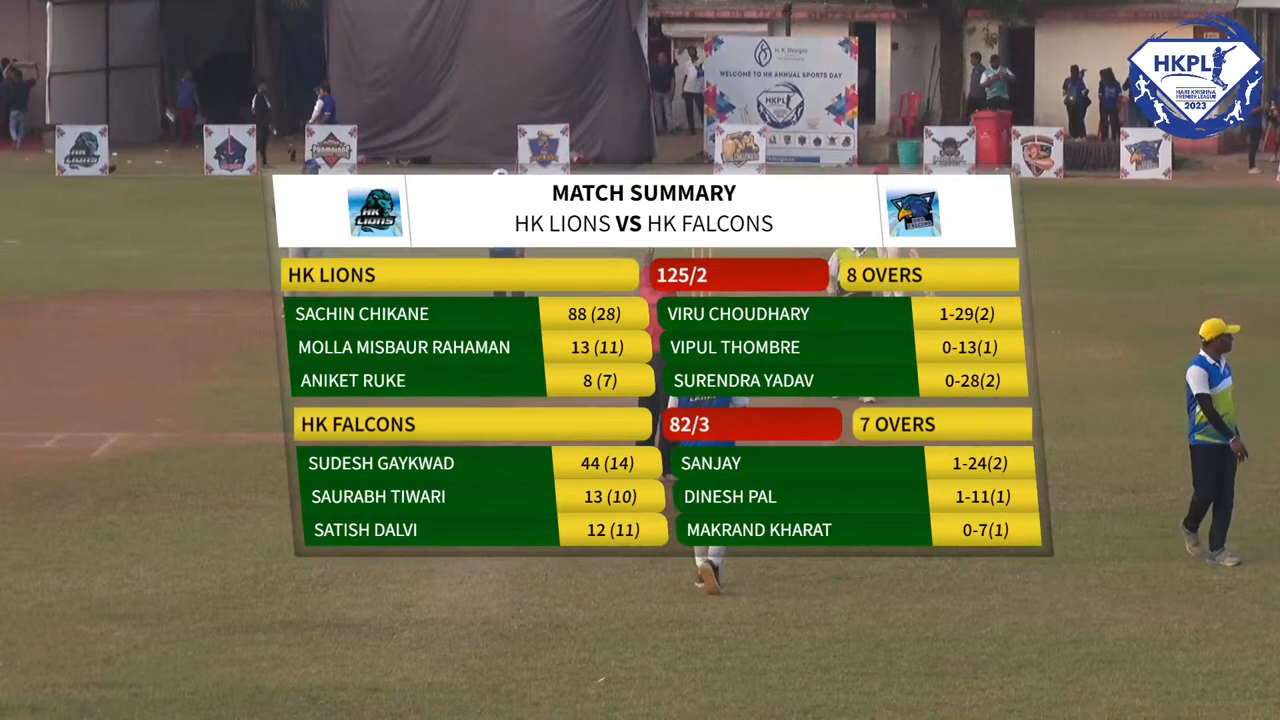 H. K. Designs
WELCOME TO HK ANNUAL SPORTS DAY
HKPL
HKPL
HARI KRISHNA
PREMIER LEAGUE
2023
MATCH SUMMARY
HK LIONS VS HK FALCONS
HK LIONS
HK LIONS 125/2 8 OVERS
SACHIN CHIKANE 88 (28) VIRU CHOUDHARY 1-29(2)
MOLLA MISBAUR RAHAMAN 13 (11) VIPUL THOMBRE 0-13(1)
ANIKET RUKE 8 (7) SURENDRA YADAV 0-28(2)
HK FALCONS 82/3 7 OVERS
SUDESH GAYKWAD 44 (14) SANJAY 1-24(2)
SAURABH TIWARI 13 (10) DINESH PAL 1-11(1)
SATISH DALVI 12 (11) MAKRAND KHARAT 0-7(1)